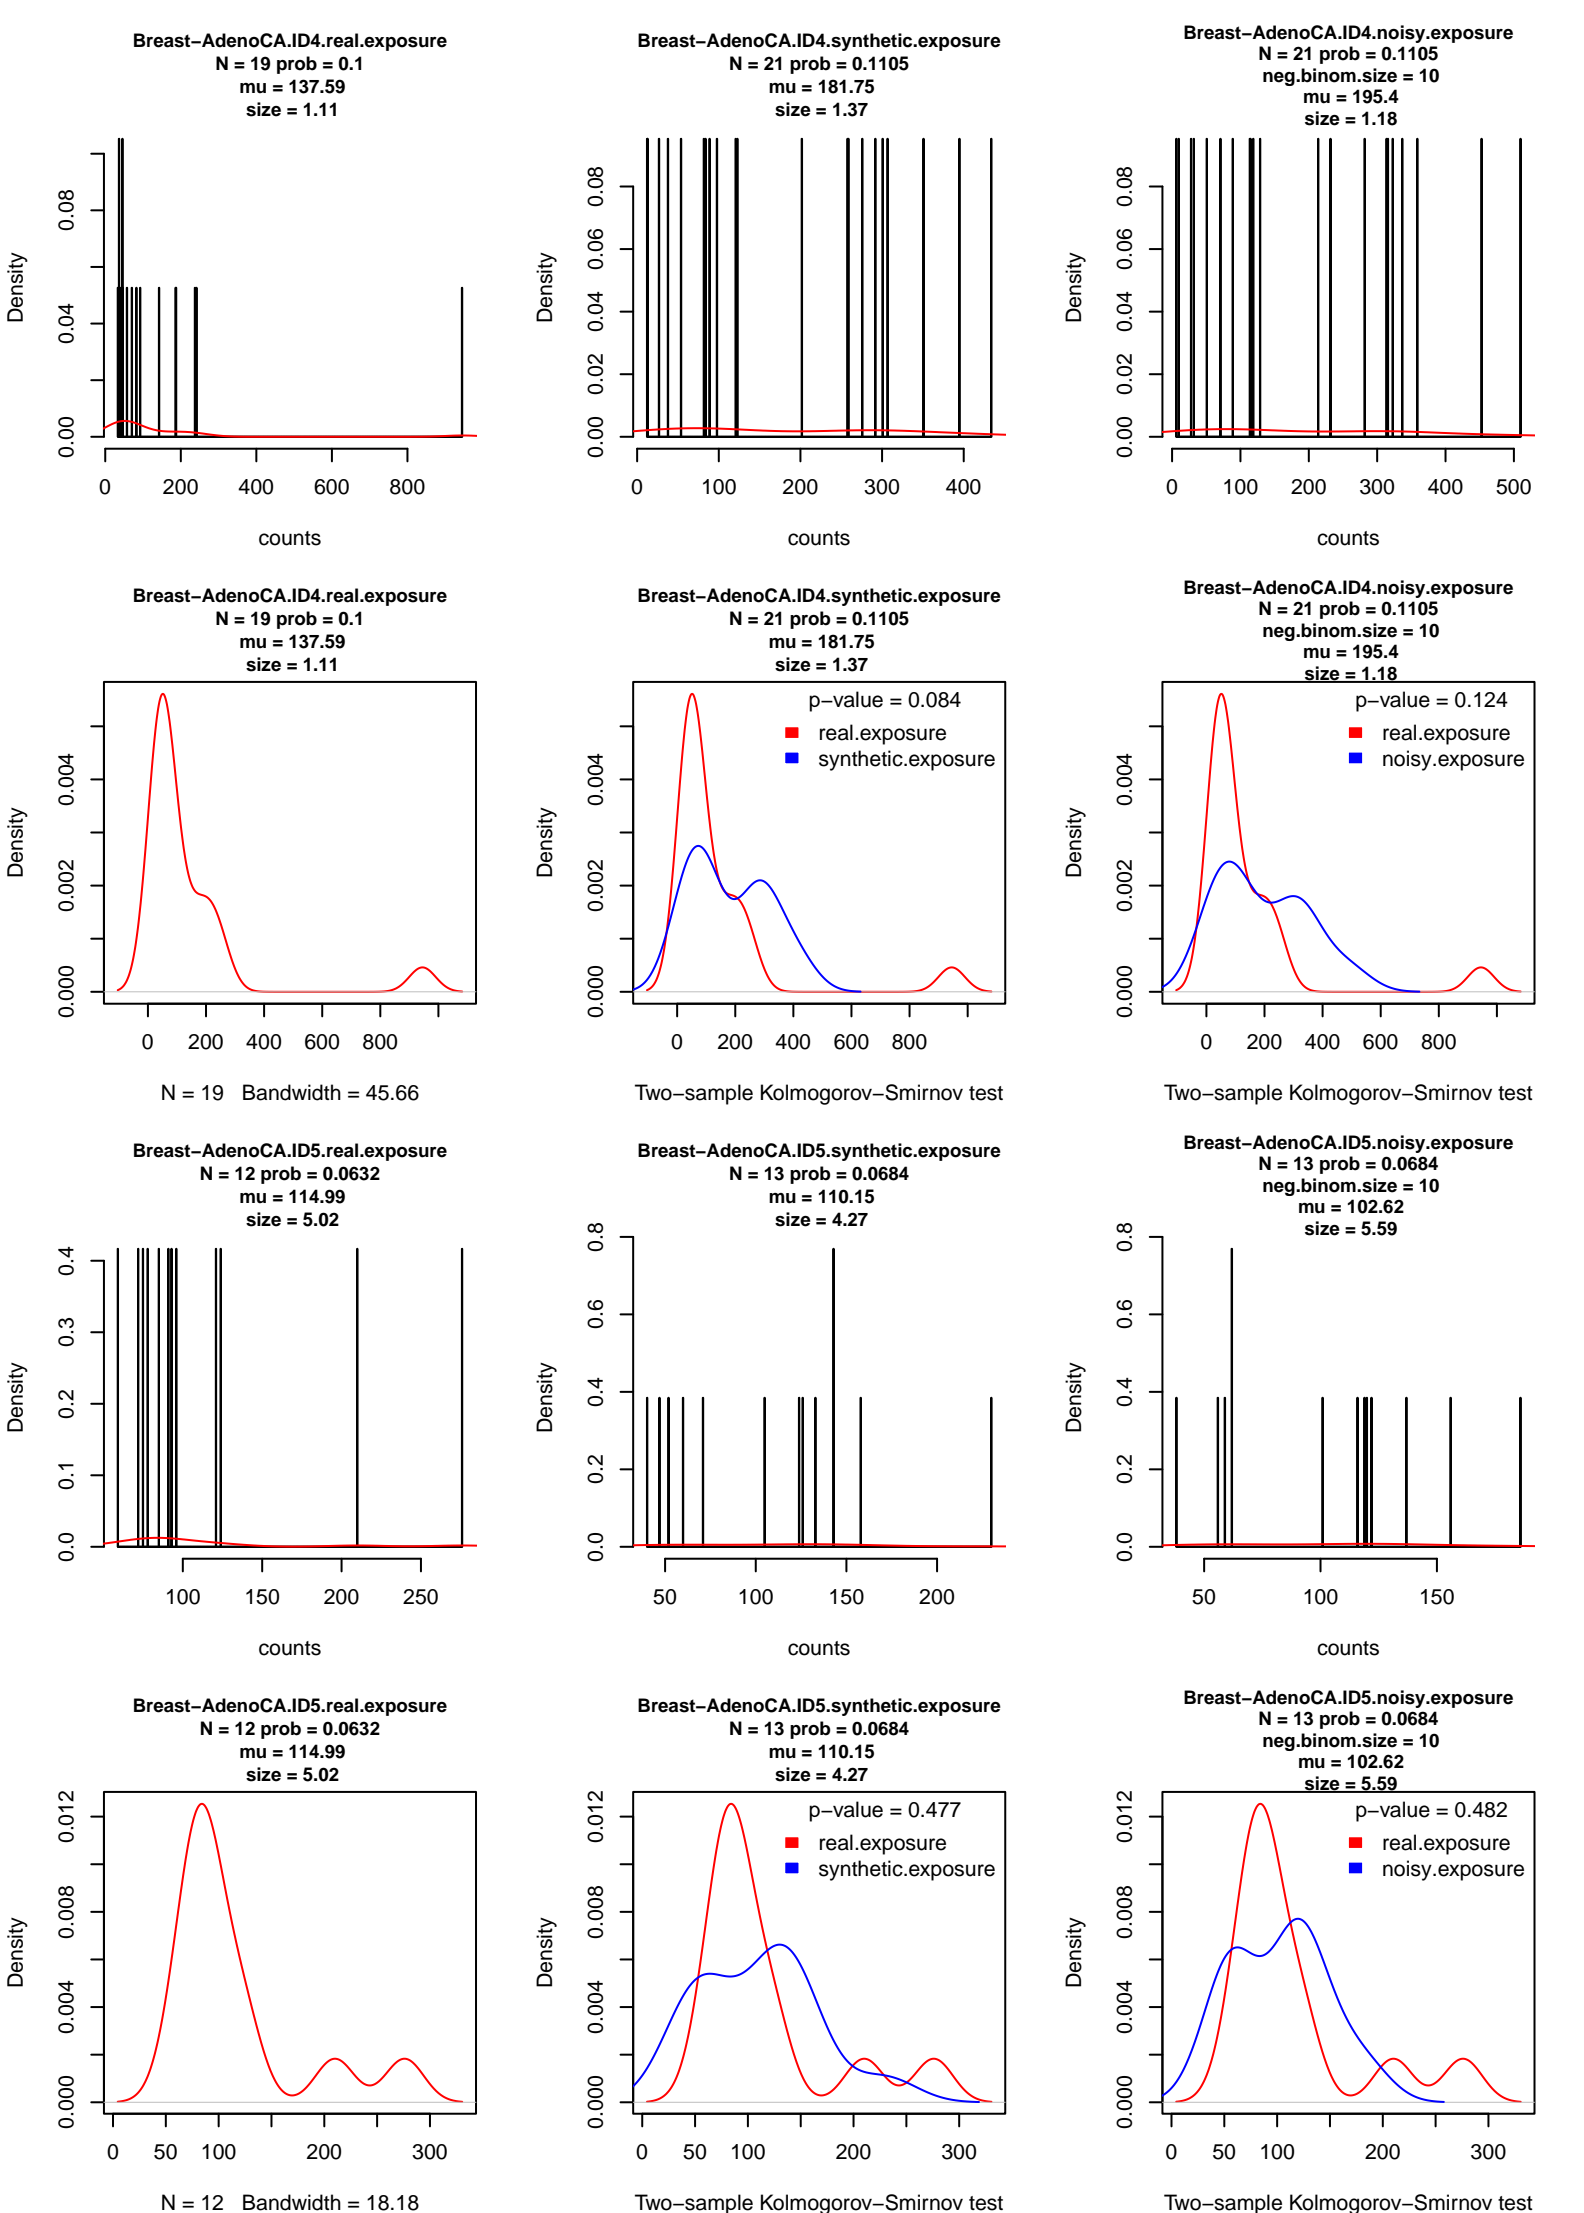 Breast−AdenoCA.ID4.real.exposure
N = 19 prob = 0.1
mu = 137.59
size = 1.11
Density
0.00 0.04 0.08
0 200 400 600 800
counts
Breast−AdenoCA.ID4.synthetic.exposure
N = 21 prob = 0.1105
mu = 181.75
size = 1.37
Density
0.00 0.02 0.04 0.06 0.08
0 100 200 300 400
counts
Breast−AdenoCA.ID4.noisy.exposure
N = 21 prob = 0.1105
neg.binom.size = 10
mu = 195.4
size = 1.18
Density
0.00 0.02 0.04 0.06 0.08
0 100 200 300 400 500
counts
Breast−AdenoCA.ID4.real.exposure
N = 19 prob = 0.1
mu = 137.59
size = 1.11
Density
0.000 0.002 0.004
0 200 400 600 800
N = 19 Bandwidth = 45.66
Breast−AdenoCA.ID4.synthetic.exposure
N = 21 prob = 0.1105
mu = 181.75
size = 1.37
p−value = 0.084
real.exposure
synthetic.exposure
Density
0.000 0.002 0.004
0 200 400 600 800
Two−sample Kolmogorov−Smirnov test
Breast−AdenoCA.ID4.noisy.exposure
N = 21 prob = 0.1105
neg.binom.size = 10
mu = 195.4
size = 1.18
p−value = 0.124
real.exposure
noisy.exposure
Density
0.000 0.002 0.004
0 200 400 600 800
Two−sample Kolmogorov−Smirnov test
Breast−AdenoCA.ID5.real.exposure
N = 12 prob = 0.0632
mu = 114.99
size = 5.02
Density
0.0 0.1 0.2 0.3 0.4
100 150 200 250
counts
Breast−AdenoCA.ID5.synthetic.exposure
N = 13 prob = 0.0684
mu = 110.15
size = 4.27
Density
0.0 0.2 0.4 0.6 0.8
50 100 150 200
counts
Breast−AdenoCA.ID5.noisy.exposure
N = 13 prob = 0.0684
neg.binom.size = 10
mu = 102.62
size = 5.59
Density
0.0 0.2 0.4 0.6 0.8
50 100 150
counts
Breast−AdenoCA.ID5.real.exposure
N = 12 prob = 0.0632
mu = 114.99
size = 5.02
Density
0.000 0.004 0.008 0.012
0 50 100 200 300
N = 12 Bandwidth = 18.18
Breast−AdenoCA.ID5.synthetic.exposure
N = 13 prob = 0.0684
mu = 110.15
size = 4.27
p−value = 0.477
real.exposure
synthetic.exposure
Density
0.000 0.004 0.008 0.012
0 50 100 200 300
Two−sample Kolmogorov−Smirnov test
Breast−AdenoCA.ID5.noisy.exposure
N = 13 prob = 0.0684
neg.binom.size = 10
mu = 102.62
size = 5.59
p−value = 0.482
real.exposure
noisy.exposure
Density
0.000 0.004 0.008 0.012
0 50 100 200 300
Two−sample Kolmogorov−Smirnov test